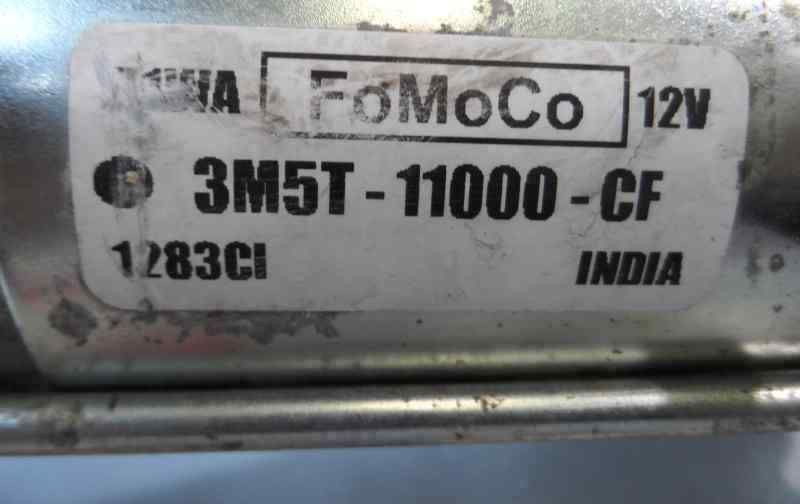 FoMoCo 12V
3M5T - 11000 - CF
1283CI
INDIA